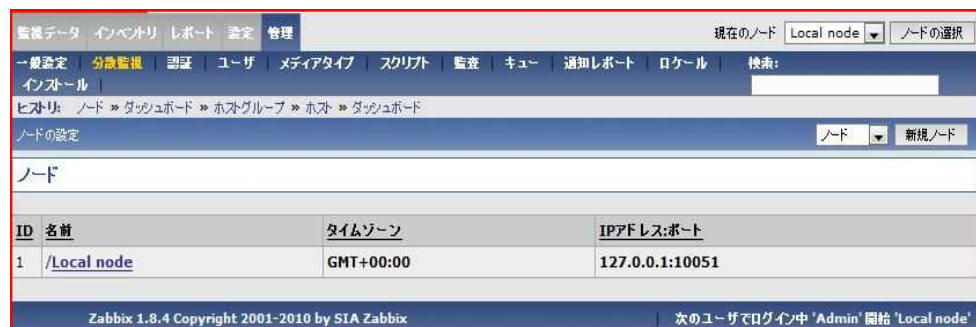 監視データ インベントリ レポート 設定 管理 現在のノード Local node ノードの選択
一般設定 | 分散監視 | 認証 | ユーザ | メディアタイプ | スクリプト | 監査 | キュー | 通知レポート | ロケール | 検索:
インストール |
ヒストリ: ノード » ダッシュボード » ホストグループ » ホスト » ダッシュボード
ノードの設定 ノード 新規ノード
ノード
ID 名前 タイムゾーン IPアドレス:ポート
1 /Local node GMT+00:00 127.0.0.1:10051
Zabbix 1.8.4 Copyright 2001-2010 by SIA Zabbix | 次のユーザでログイン中 'Admin' 開始 'Local node'